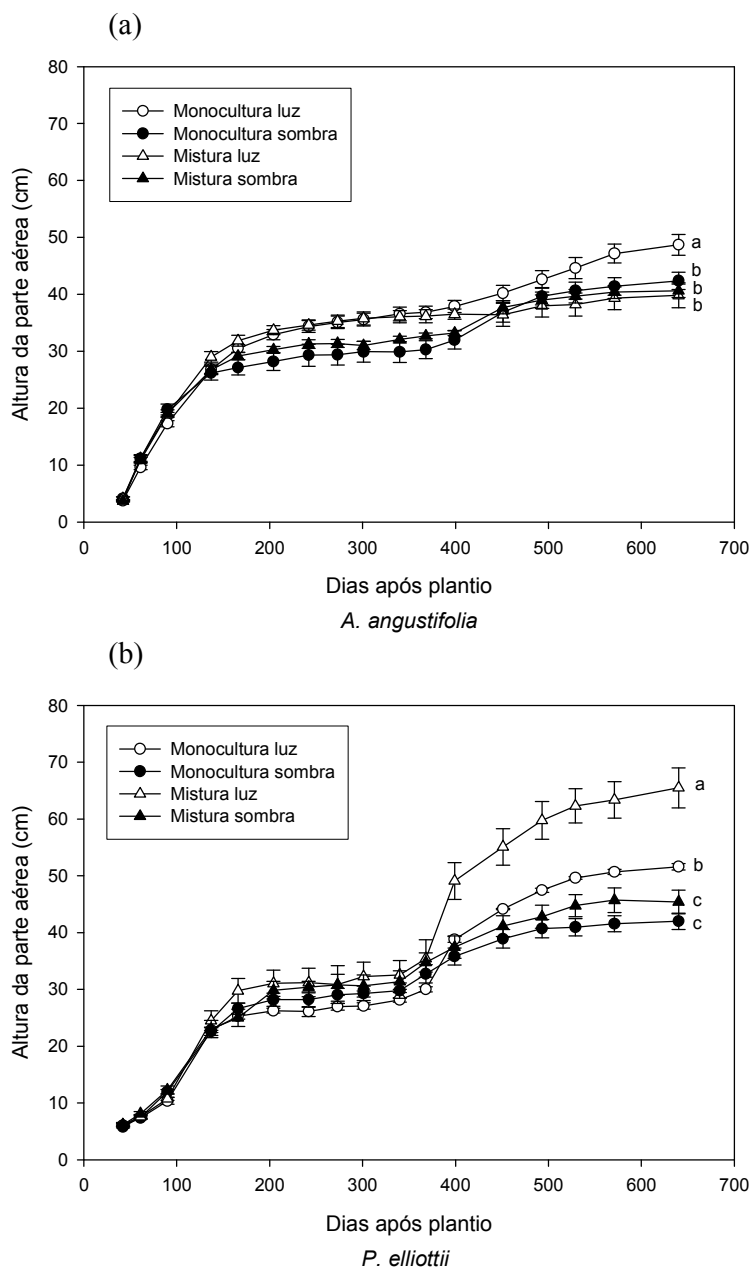 (a)
80
70
60
50
40
30
20
10
0
Altura da parte aérea (cm)
Monocultura luz
Monocultura sombra
Mistura luz
Mistura sombra
a
b
b
b
0 100 200 300 400 500 600 700
Dias após plantio
A. angustifolia
(b)
80
70
60
50
40
30
20
10
0
Altura da parte aérea (cm)
Monocultura luz
Monocultura sombra
Mistura luz
Mistura sombra
a
b
c
c
0 100 200 300 400 500 600 700
Dias após plantio
P. elliottii